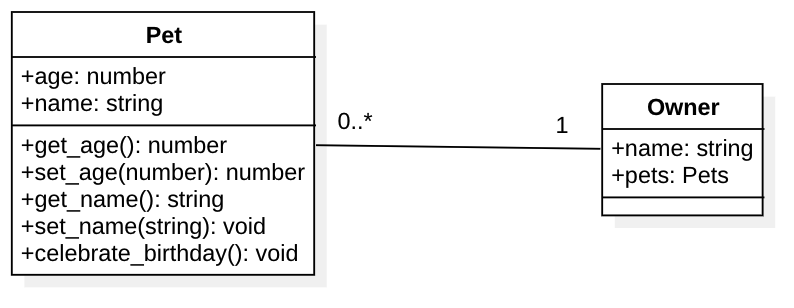 Pet
+age: number
+name: string
+get_age(): number
+set_age(number): number
+get_name(): string
+set_name(string): void
+celebrate_birthday(): void
0..*
1
Owner
+name: string
+pets: Pets